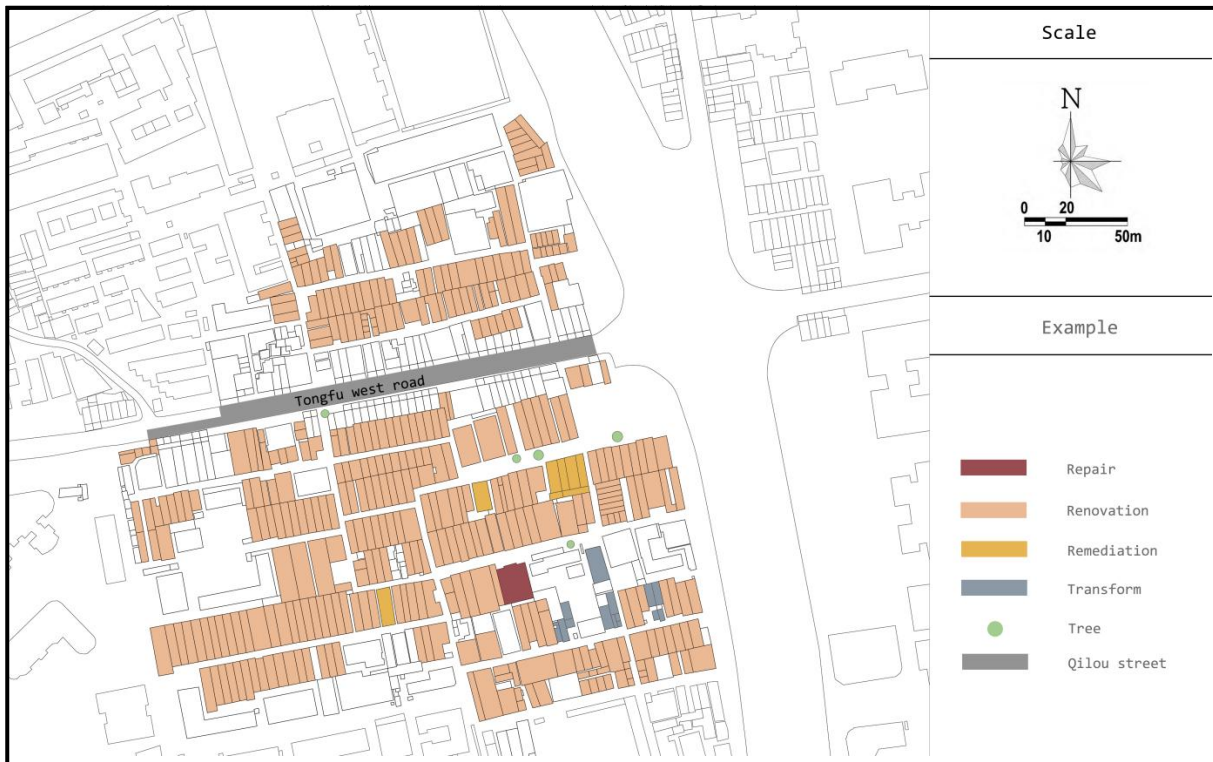 Scale
N
0 20
10 50m
Tongfu west road
Example
Repair
Renovation
Remediation
Transform
Tree
Qilou street